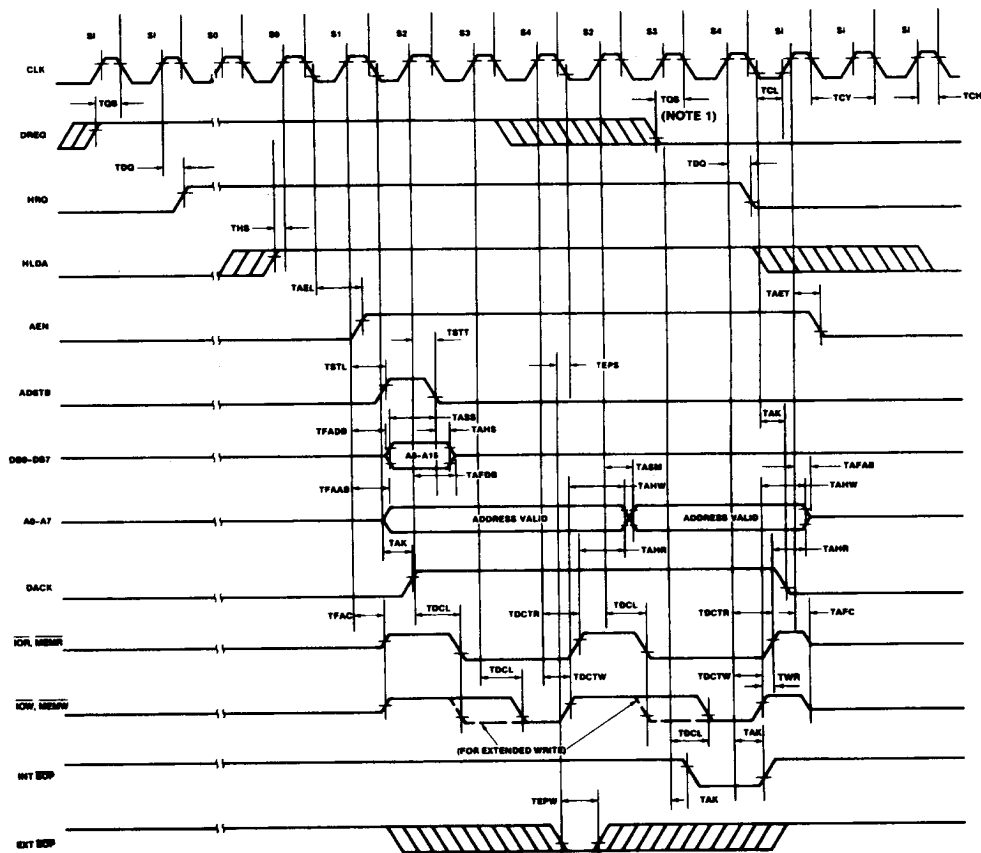 SI SI S0 S0 S1 S2 S3 S4 S2 S3 S4 Si Si Si
CLK
TQS TQS TCL TCY TCH
(NOTE 1)
DREQ
TDQ TDQ
HRQ
THS
HLDA
TAEL TAET
AEN
TSTT
TSTL TEPS
ADSTB
TASS TAK
TFADB TAHS
DB0-DB7 A8-A15
TAFDB TASM TAFAB
TFAAB TAHW TAHW
A0-A7 ADDRESS VALID ADDRESS VALID
TAK TAHR TAHR
DACK
TFAC TDCL TDCTR TDCL TDCTR TAFC
IOR, MEMR
TDCL TDCTW TDCTW TWR
IOW, MEMW
(FOR EXTENDED WRITE) TDCL TAK
INT EOP
TEPW TAK
EXT EOP